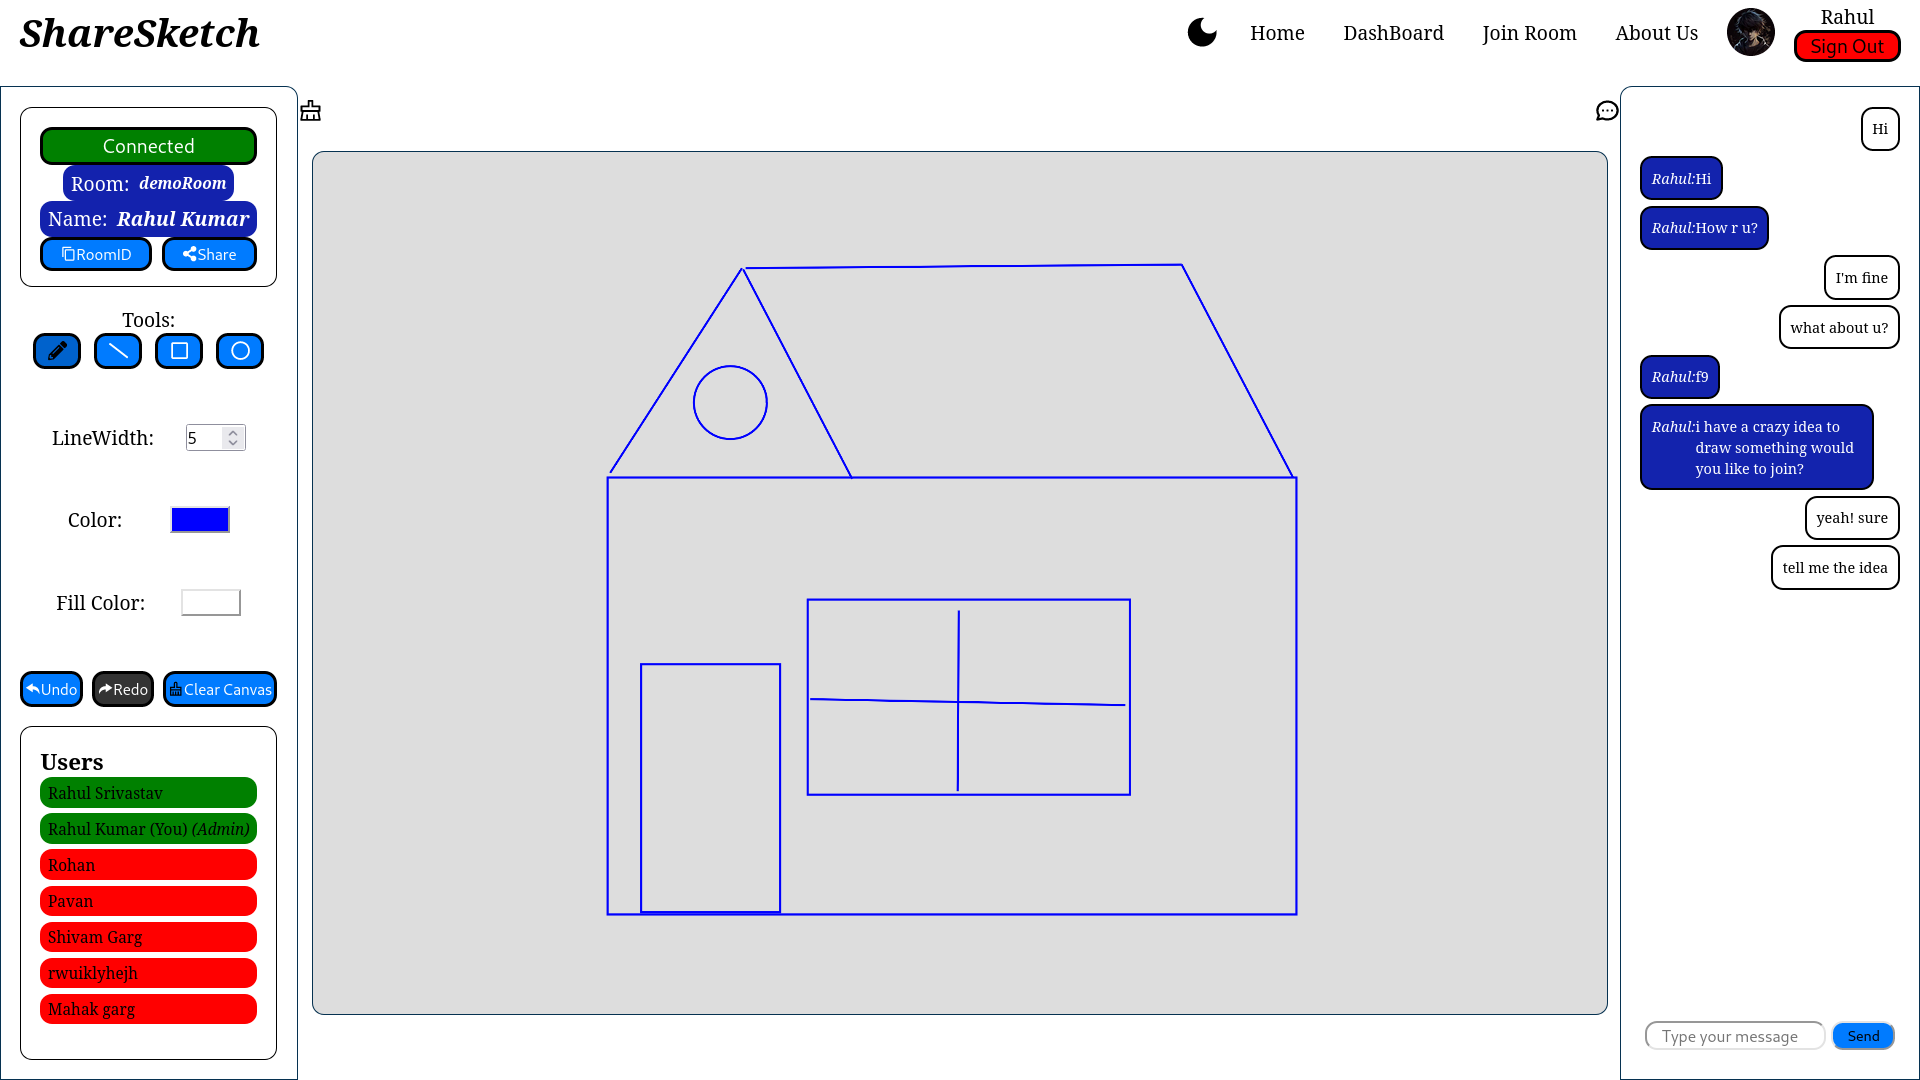 ShareSketch
Home DashBoard Join Room About Us Rahul
Sign Out
Connected
Room: demoRoom
Name: Rahul Kumar
RoomID Share
Tools:
LineWidth: 5
Color:
Fill Color:
Undo Redo Clear Canvas
Users
Rahul Srivastav
Rahul Kumar (You) (Admin)
Rohan
Pavan
Shivam Garg
rwuiklyhejh
Mahak garg
Hi
Rahul:Hi
Rahul:How r u?
I'm fine
what about u?
Rahul:f9
Rahul:i have a crazy idea to
draw something would
you like to join?
yeah! sure
tell me the idea
Type your message Send